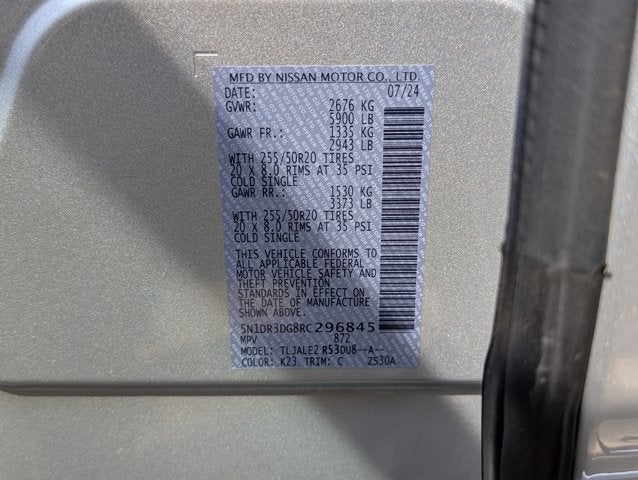 MFD BY NISSAN MOTOR CO., LTD
DATE: 07/24
GVWR: 2676 KG
5900 LB
GAWR FR.: 1335 KG
2943 LB
WITH 255/50R20 TIRES
20 X 8.0 RIMS AT 35 PSI
COLD SINGLE
GAWR RR.: 1530 KG
3373 LB
WITH 255/50R20 TIRES
20 X 8.0 RIMS AT 35 PSI
COLD SINGLE
THIS VEHICLE CONFORMS TO
ALL APPLICABLE FEDERAL
MOTOR VEHICLE SAFETY AND
THEFT PREVENTION
STANDARDS IN EFFECT ON
THE DATE OF MANUFACTURE
SHOWN ABOVE.
5N1DR3DG8RC296845
MPV 872
MODEL: TLJALE2 R53DU8--A--
COLOR: K23 TRIM: C ZS30A